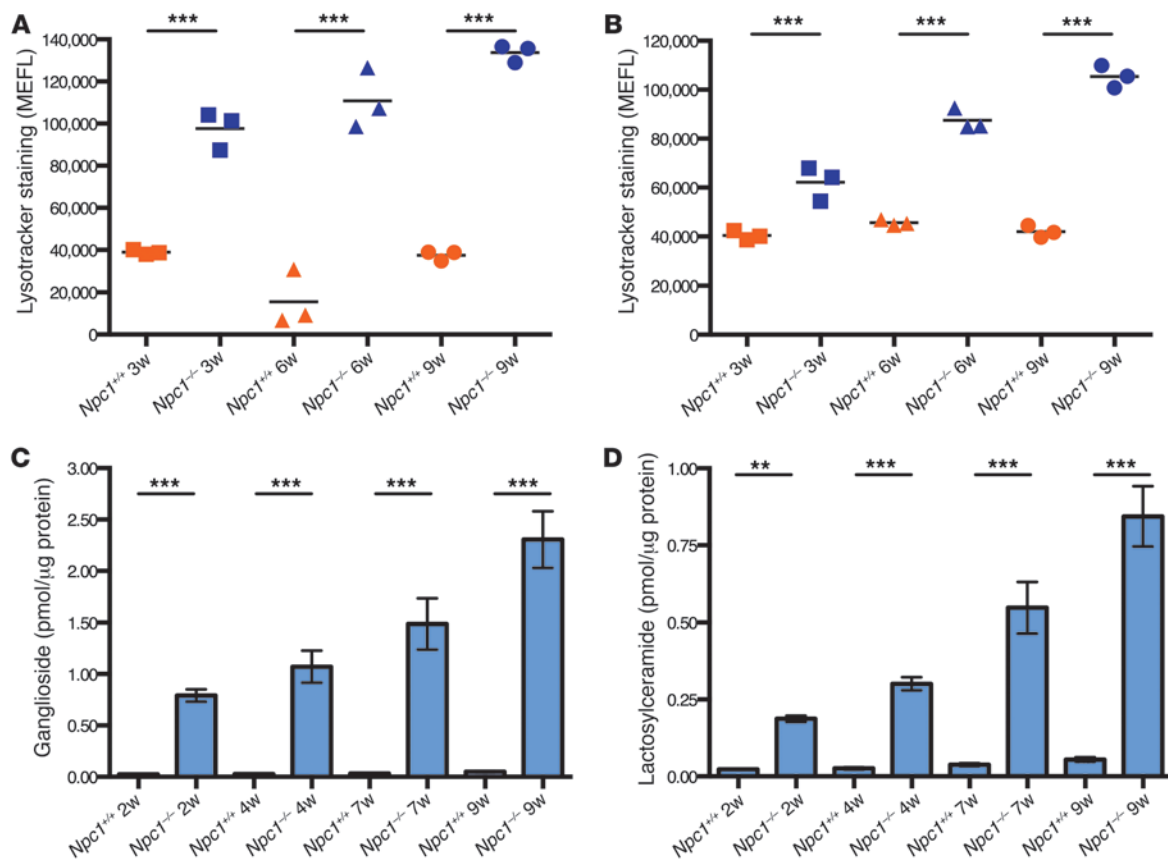 A
*** *** ***
Lysotracker staining (MEFL)
140,000
120,000
100,000
80,000
60,000
40,000
20,000
0
Npc1+/+ 3w
Npc1−/− 3w
Npc1+/+ 6w
Npc1−/− 6w
Npc1+/+ 9w
Npc1−/− 9w
B
*** *** ***
Lysotracker staining (MEFL)
120,000
100,000
80,000
60,000
40,000
20,000
0
Npc1+/+ 3w
Npc1−/− 3w
Npc1+/+ 6w
Npc1−/− 6w
Npc1+/+ 9w
Npc1−/− 9w
C
*** *** *** ***
Ganglioside (pmol/μg protein)
3.00
2.50
2.00
1.50
1.00
0.50
0.00
Npc1+/+ 2w
Npc1−/− 2w
Npc1+/+ 4w
Npc1−/− 4w
Npc1+/+ 7w
Npc1−/− 7w
Npc1+/+ 9w
Npc1−/− 9w
D
** *** *** ***
Lactosylceramide (pmol/μg protein)
1.00
0.75
0.50
0.25
0.00
Npc1+/+ 2w
Npc1−/− 2w
Npc1+/+ 4w
Npc1−/− 4w
Npc1+/+ 7w
Npc1−/− 7w
Npc1+/+ 9w
Npc1−/− 9w